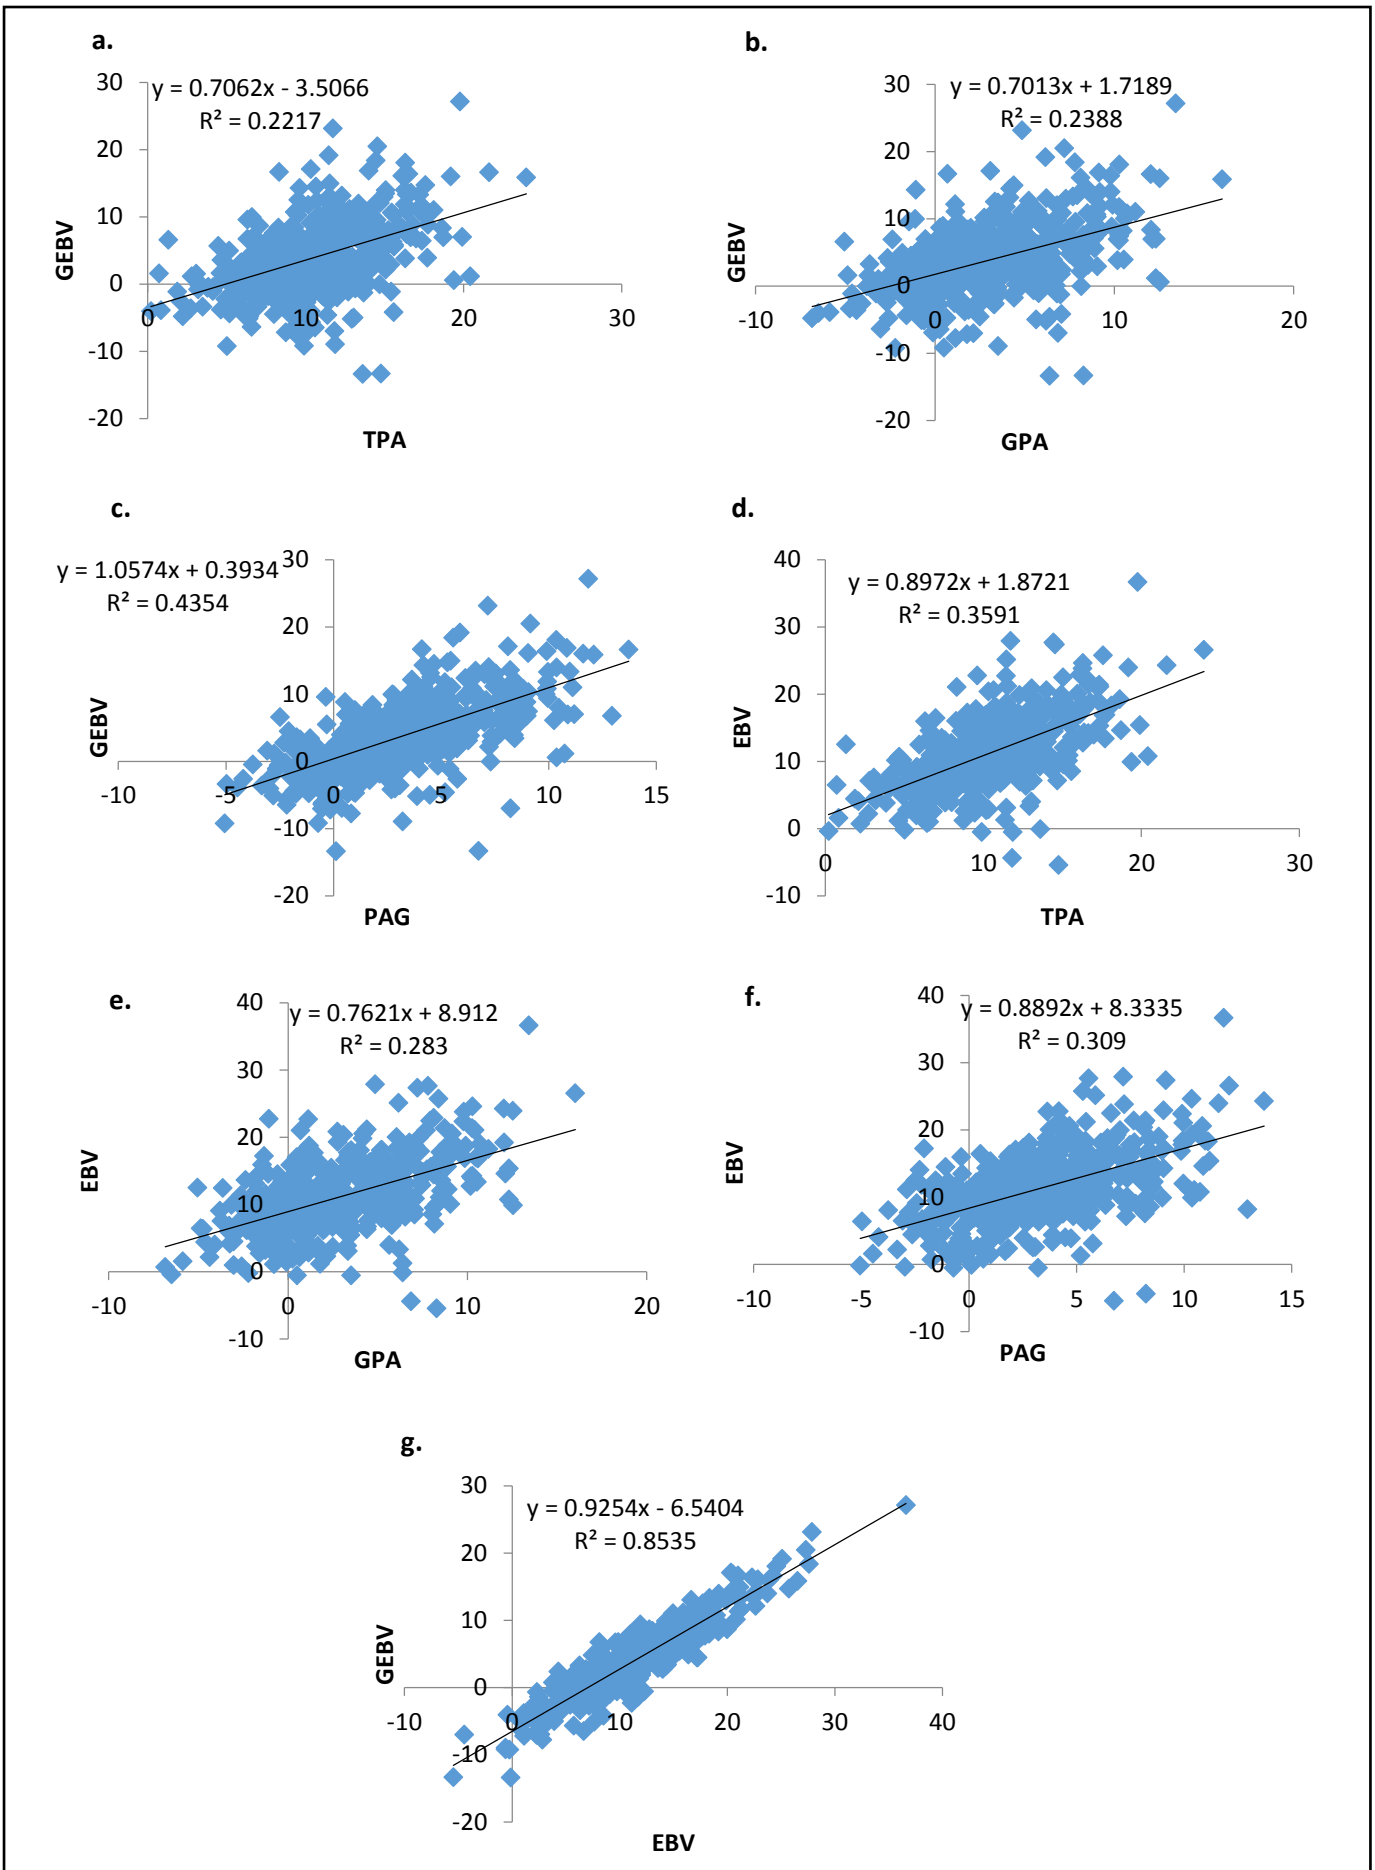 a.
y = 0.7062x - 3.5066
R² = 0.2217
30
20
10
0
-10
-20
0
10
20
30
GEBV
TPA
b.
y = 0.7013x + 1.7189
R² = 0.2388
30
20
10
0
-10
-20
-10
0
10
20
GEBV
GPA
c.
y = 1.0574x + 0.3934
R² = 0.4354
30
20
10
0
-10
-20
-10
-5
0
5
10
15
GEBV
PAG
d.
y = 0.8972x + 1.8721
R² = 0.3591
40
30
20
10
0
-10
0
10
20
30
EBV
TPA
e.
y = 0.7621x + 8.912
R² = 0.283
40
30
20
10
0
-10
-10
0
10
20
EBV
GPA
f.
y = 0.8892x + 8.3335
R² = 0.309
40
30
20
10
0
-10
-10
-5
0
5
10
15
EBV
PAG
g.
y = 0.9254x - 6.5404
R² = 0.8535
30
20
10
0
-10
-20
-10
0
10
20
30
40
GEBV
EBV